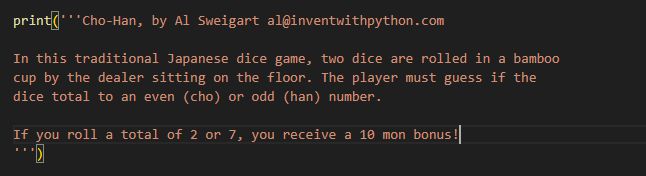 print('''Cho-Han, by Al Sweigart al@inventwithpython.com
In this traditional Japanese dice game, two dice are rolled in a bamboo
cup by the dealer sitting on the floor. The player must guess if the
dice total to an even (cho) or odd (han) number.
If you roll a total of 2 or 7, you receive a 10 mon bonus!
''')